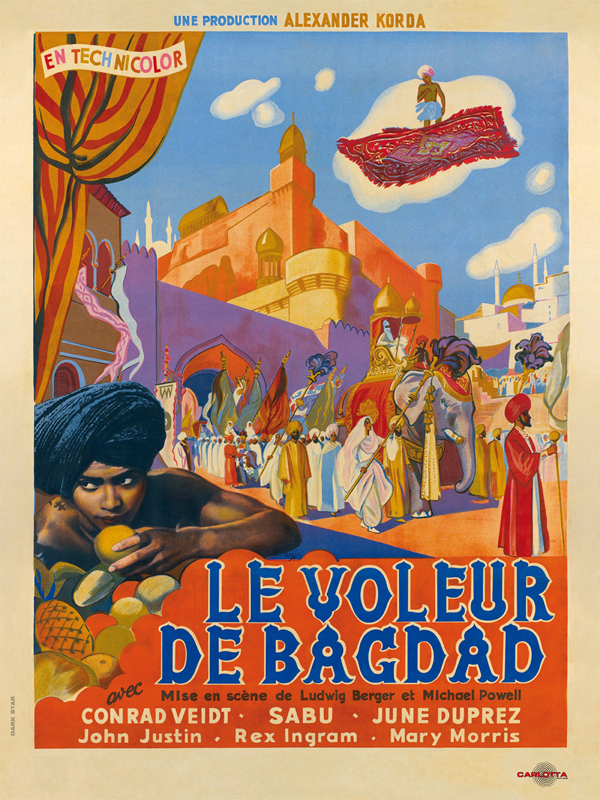 UNE PRODUCTION ALEXANDER KORDA
EN TECHNICOLOR
LE VOLEUR
DE BAGDAD
avec
Mise en scène de Ludwig Berger et Michael Powell
CONRAD VEIDT · SABU · JUNE DUPREZ
John Justin . Rex Ingram . Mary Morris
DARK STAR
CARLOTTA